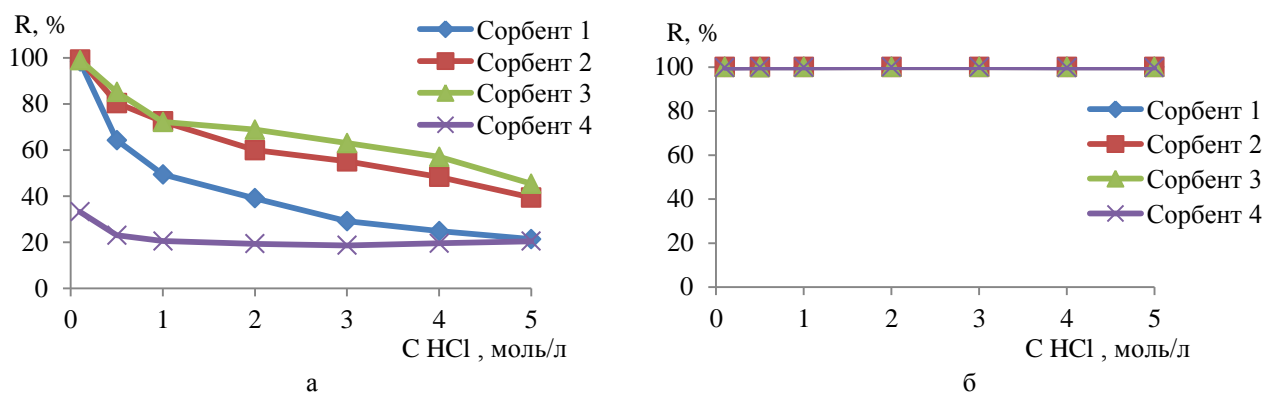 R, %
100
80
60
40
20
0
0 1 2 3 4 5
C HCl , моль/л
Сорбент 1
Сорбент 2
Сорбент 3
Сорбент 4
а
R, %
100
80
60
40
20
0
0 1 2 3 4 5
C HCl , моль/л
Сорбент 1
Сорбент 2
Сорбент 3
Сорбент 4
б